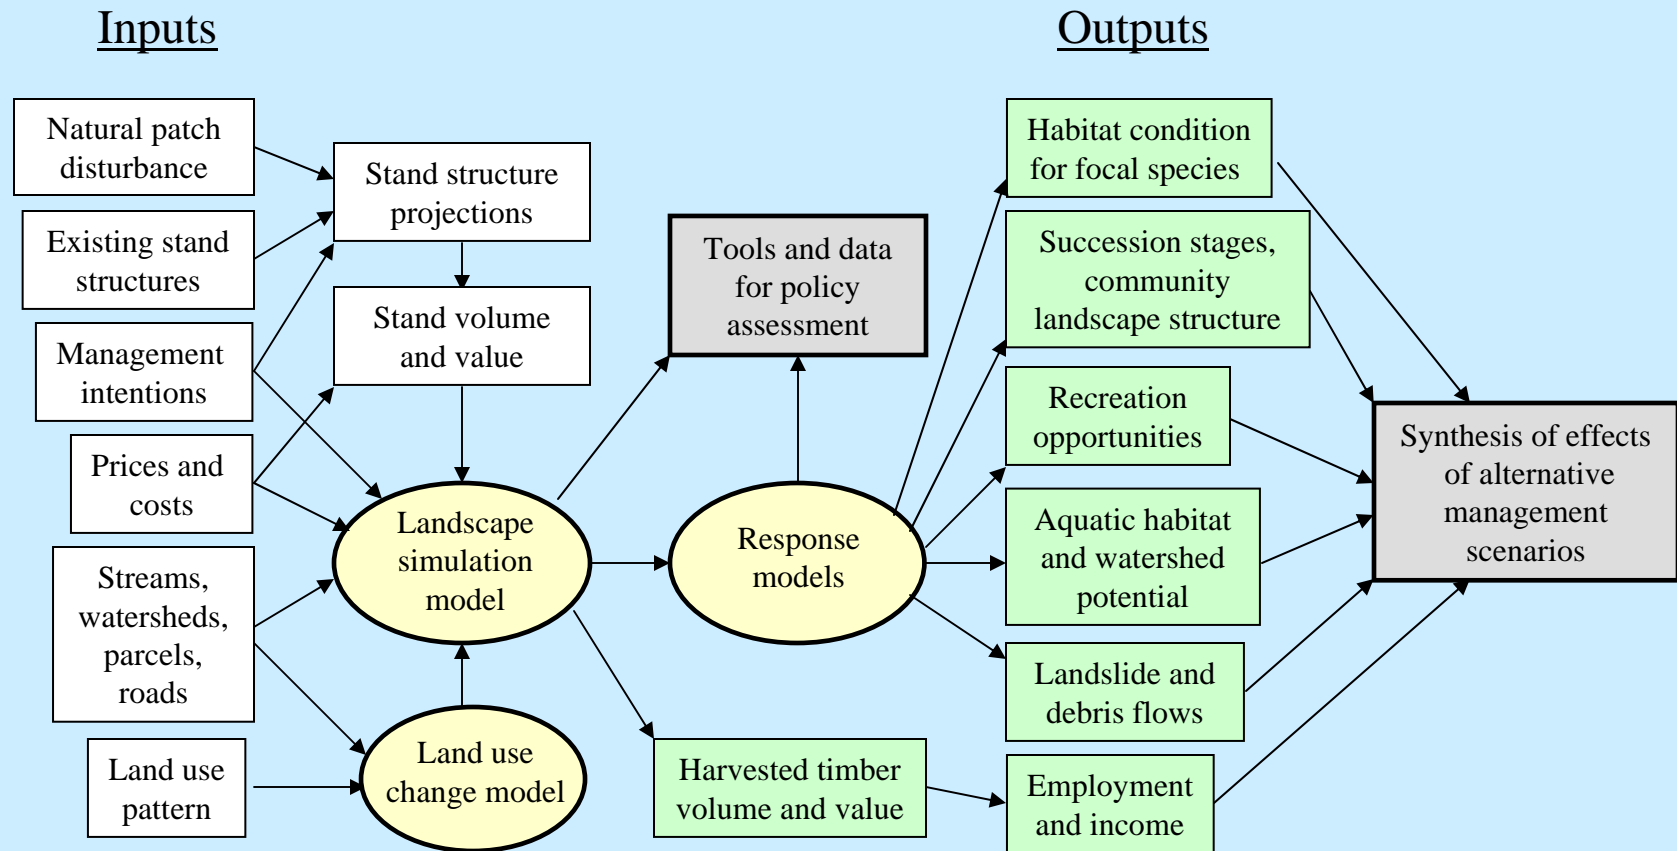 Inputs
Outputs
Natural patch
disturbance
Existing stand
structures
Management
intentions
Prices and
costs
Streams,
watersheds,
parcels,
roads
Land use
pattern
Stand structure
projections
Stand volume
and value
Landscape
simulation
model
Land use
change model
Tools and data
for policy
assessment
Response
models
Harvested timber
volume and value
Habitat condition
for focal species
Succession stages,
community
landscape structure
Recreation
opportunities
Aquatic habitat
and watershed
potential
Landslide and
debris flows
Employment
and income
Synthesis of effects
of alternative
management
scenarios